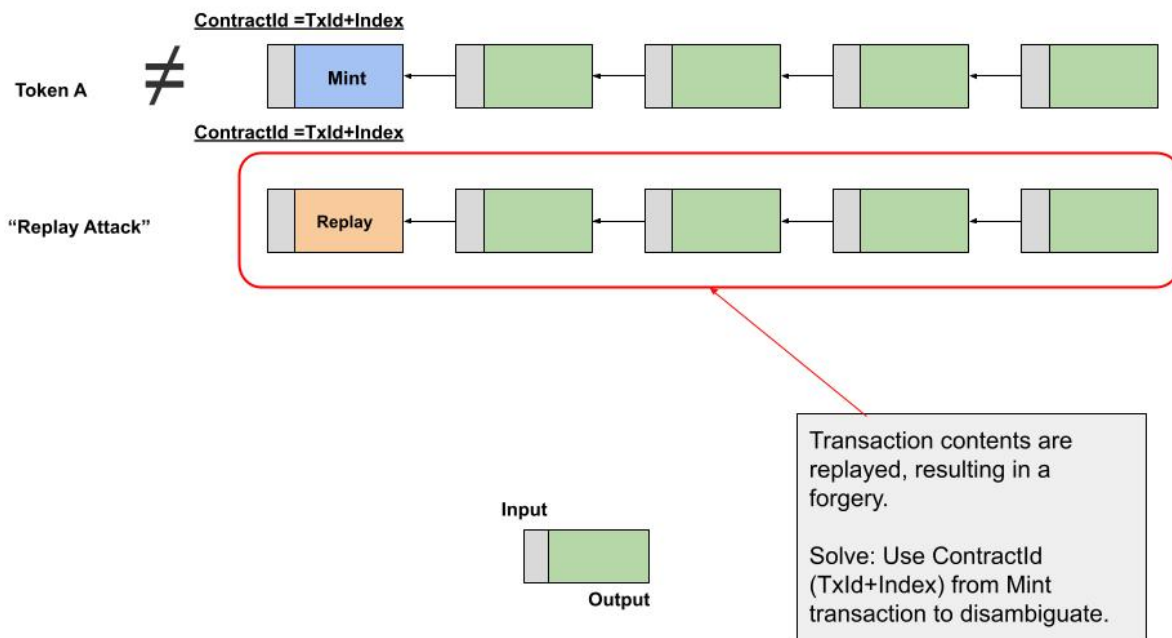 ContractId =TxId+Index
Token A
≠
Mint
ContractId =TxId+Index
“Replay Attack”
Replay
Transaction contents are
replayed, resulting in a
forgery.
Solve: Use ContractId
(TxId+Index) from Mint
transaction to disambiguate.
Input
Output